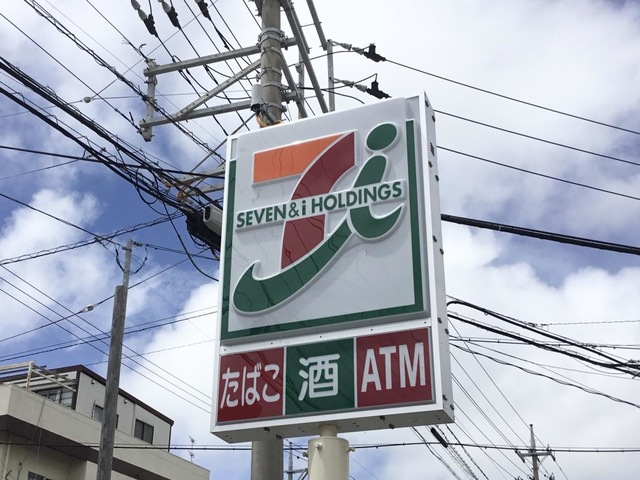 SEVEN&i HOLDINGS
たばこ 酒 ATM